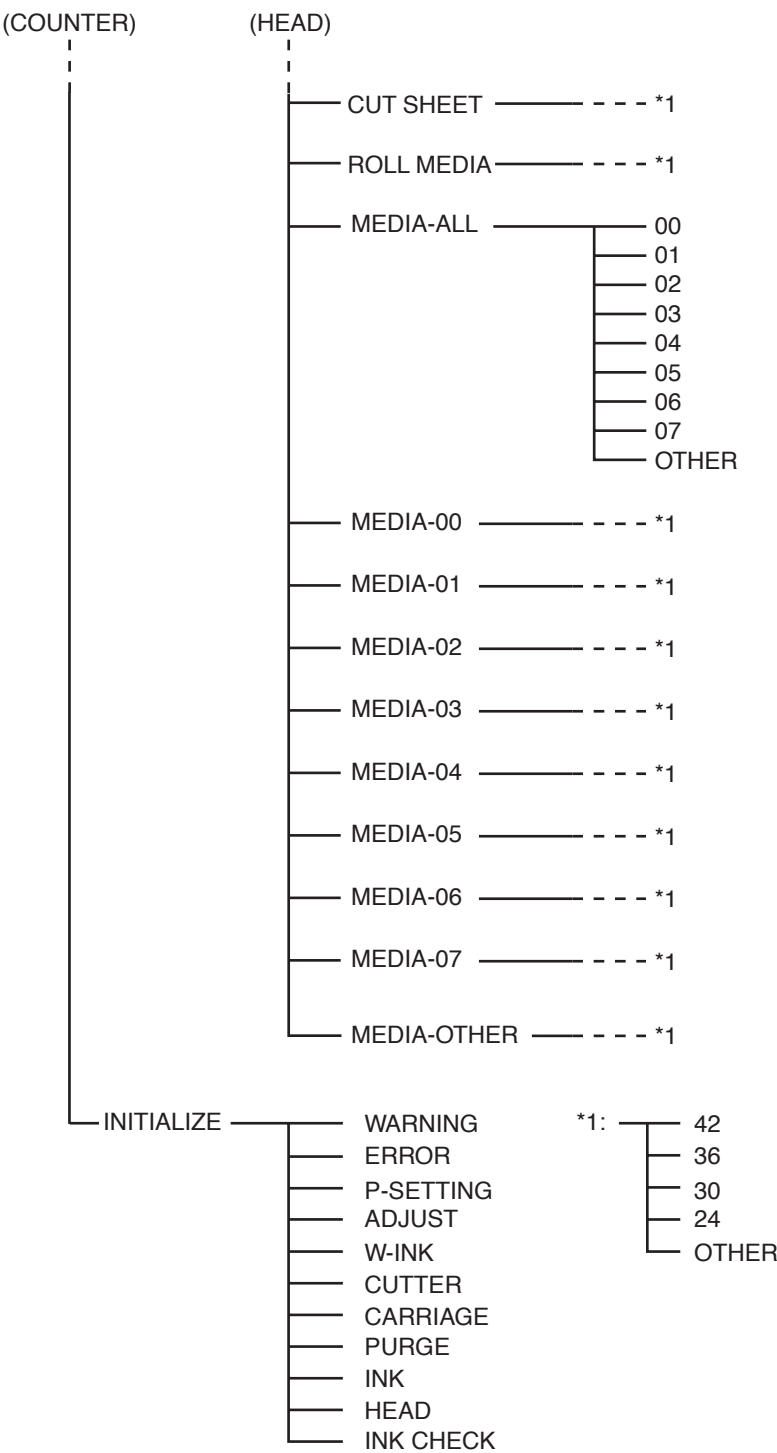 (COUNTER) (HEAD)
CUT SHEET *1
ROLL MEDIA *1
MEDIA-ALL 00
01
02
03
04
05
06
07
OTHER
MEDIA-00 *1
MEDIA-01 *1
MEDIA-02 *1
MEDIA-03 *1
MEDIA-04 *1
MEDIA-05 *1
MEDIA-06 *1
MEDIA-07 *1
MEDIA-OTHER *1
INITIALIZE WARNING *1: 42
ERROR 36
P-SETTING 30
ADJUST 24
W-INK OTHER
CUTTER
CARRIAGE
PURGE
INK
HEAD
INK CHECK